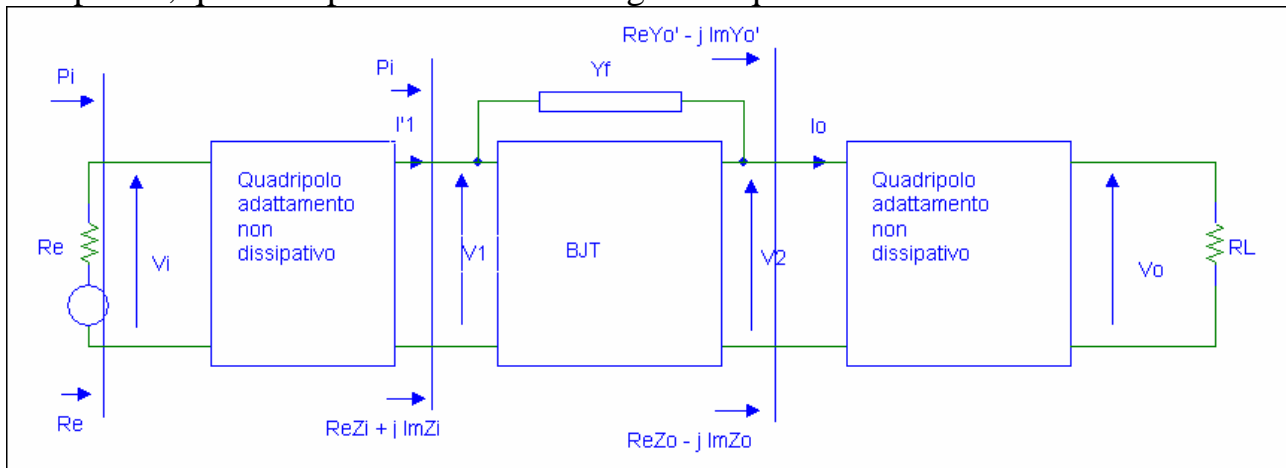 ReYo' - j ImYo'
Pi
Pi
Yf
I'1
Io
Quadripolo
adattamento
non
dissipativo
Quadripolo
adattamento
non
dissipativo
Re
Vi
V1
BJT
V2
Vo
RL
Re
ReZi + j ImZi
ReZo - j ImZo